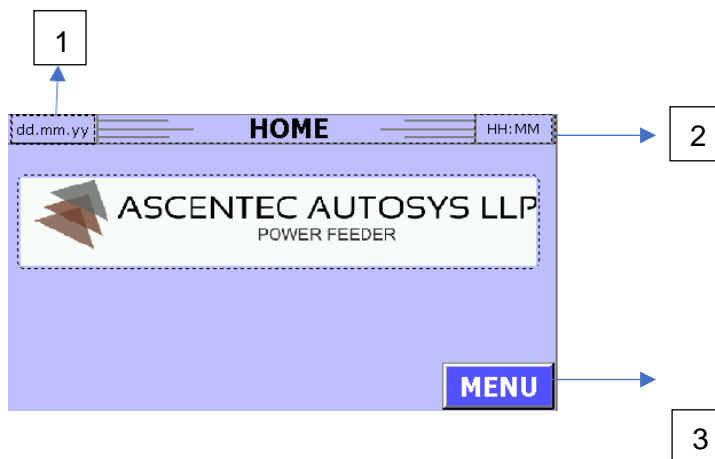 1
dd.mm.yy HOME HH:MM
2
ASCENTEC AUTOSYS LLP
POWER FEEDER
MENU
3